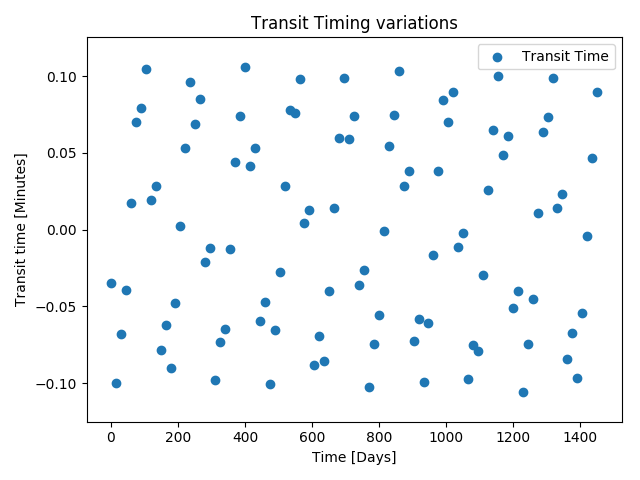 Transit Timing variations
Transit Time
0.10
0.05
0.00
−0.05
−0.10
Transit time [Minutes]
0 200 400 600 800 1000 1200 1400
Time [Days]